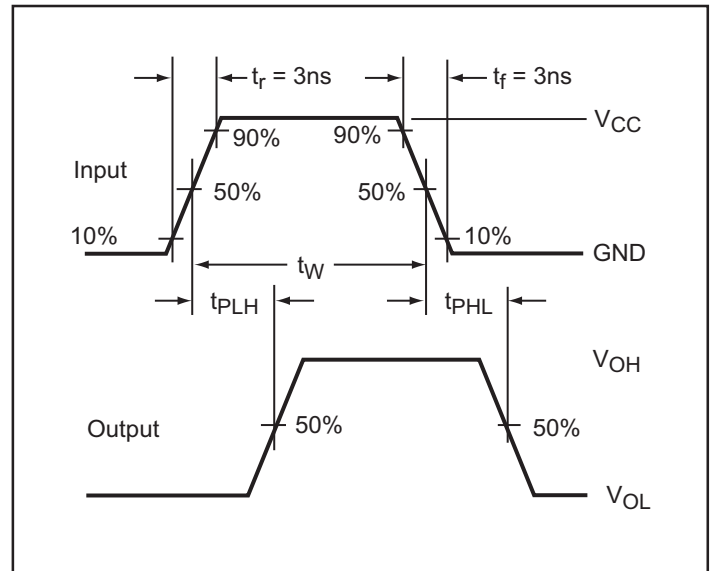 tr = 3ns
tf = 3ns
VCC
90%
90%
Input
50%
50%
10%
10%
GND
tW
tPLH
tPHL
VOH
Output
50%
50%
VOL